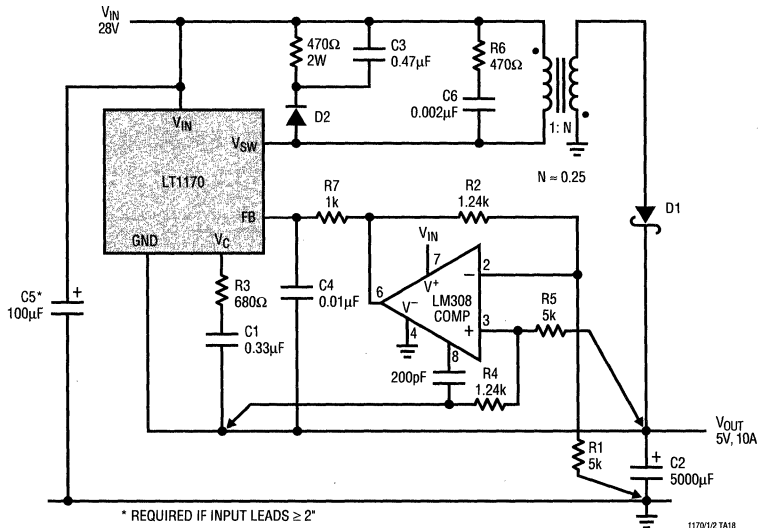 VIN
28V
470Ω
2W
C3
0.47µF
R6
470Ω
C6
0.002µF
D2
1: N
N ≈ 0.25
VIN
VSW
LT1170
FB
GND
VC
R7
1k
R2
1.24k
D1
C5*
100µF
+
R3
680Ω
C1
0.33µF
C4
0.01µF
VIN
7
V+
6
V−
4
LM308
COMP
−
2
+
3
8
R5
5k
200pF
R4
1.24k
VOUT
5V, 10A
R1
5k
+
C2
5000µF
* REQUIRED IF INPUT LEADS ≥ 2"
1170/1/2 TA18